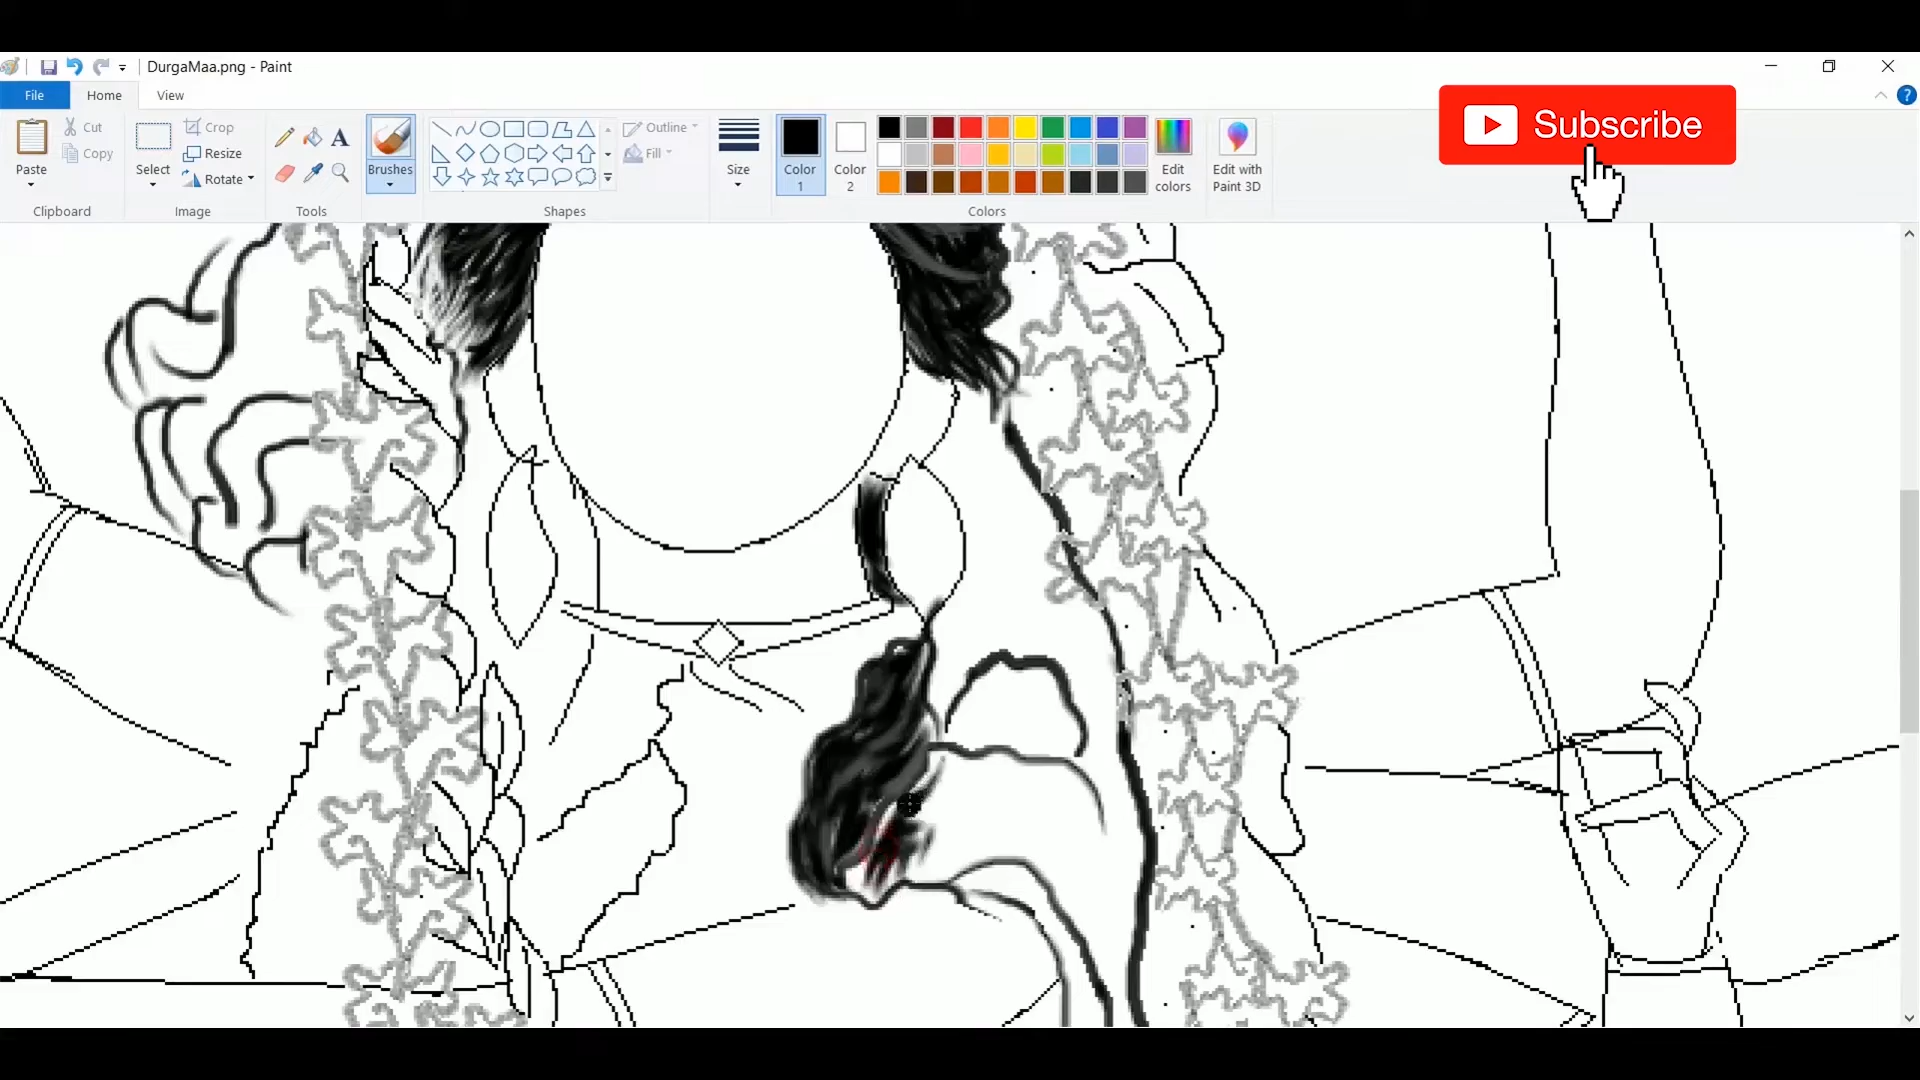 DurgaMaa.png - Paint
File Home View
Subscribe
Paste
Cut
Copy
Clipboard
Select
Crop
Resize
Rotate
Image
A
Tools
Brushes
Outline
Fill
Shapes
Size
Color 1
Color 2
Edit colors
Colors
Edit with Paint 3D
?